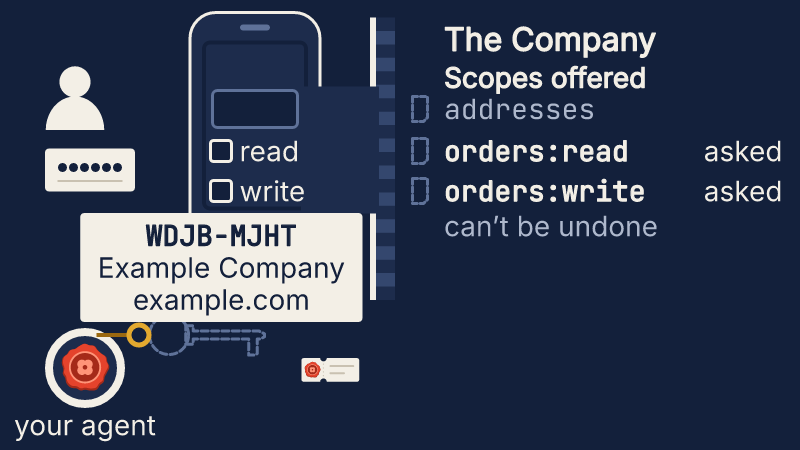 The Company
Scopes offered
addresses
orders:read asked
orders:write asked
can’t be undone
read
write
WDJB-MJHT
Example Company
example.com
your agent